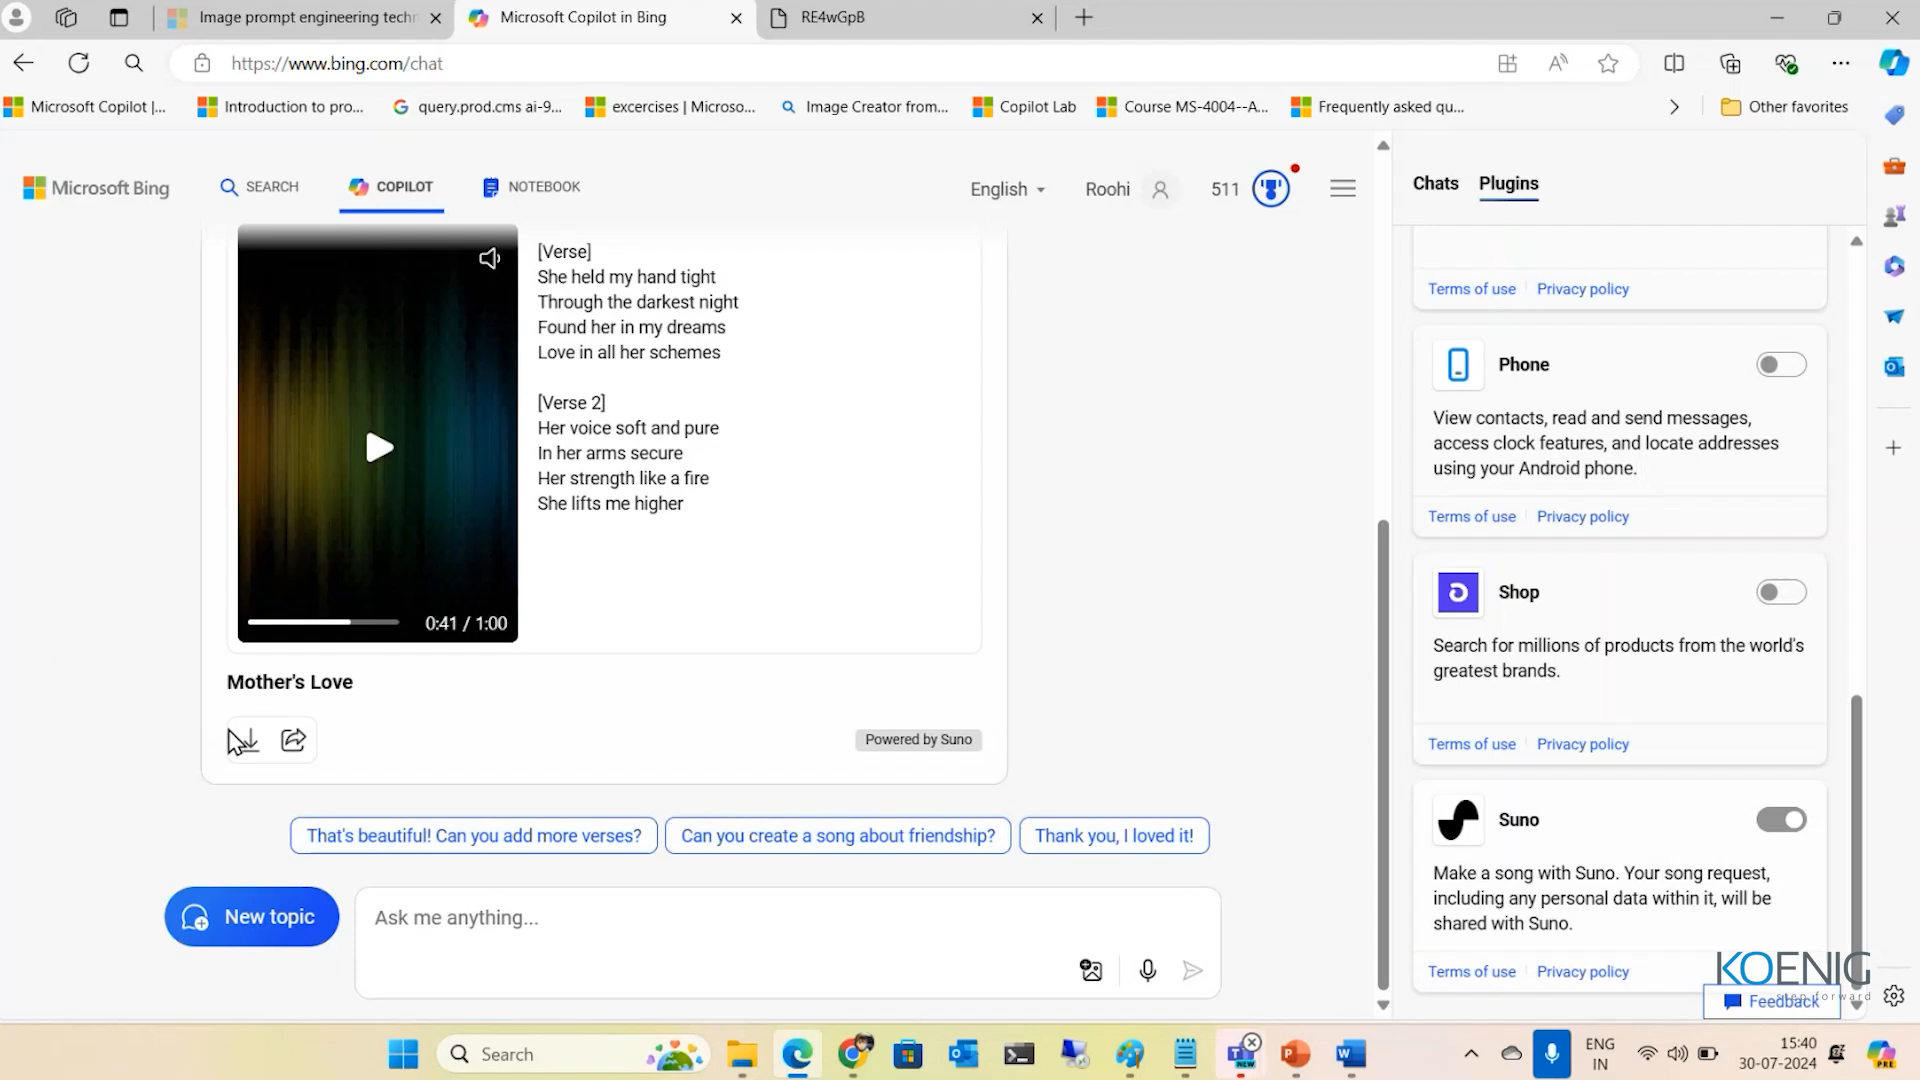 Image prompt engineering techn
Microsoft Copilot in Bing
RE4wGpB
https://www.bing.com/chat
Microsoft Copilot |...
Introduction to pro...
query.prod.cms ai-9...
excercises | Microso...
Image Creator from...
Copilot Lab
Course MS-4004--A...
Frequently asked qu...
Other favorites
Microsoft Bing
SEARCH
COPILOT
NOTEBOOK
English
Roohi
511
Chats
Plugins
[Verse]
She held my hand tight
Through the darkest night
Found her in my dreams
Love in all her schemes
[Verse 2]
Her voice soft and pure
In her arms secure
Her strength like a fire
She lifts me higher
0:41 / 1:00
Mother's Love
Powered by Suno
That's beautiful! Can you add more verses?
Can you create a song about friendship?
Thank you, I loved it!
New topic
Ask me anything...
Terms of use
Privacy policy
Phone
View contacts, read and send messages,
access clock features, and locate addresses
using your Android phone.
Terms of use
Privacy policy
Shop
Search for millions of products from the world's
greatest brands.
Terms of use
Privacy policy
Suno
Make a song with Suno. Your song request,
including any personal data within it, will be
shared with Suno.
Terms of use
Privacy policy
KOENIG
step forward
Feedback
Search
NEW
ENG
IN
15:40
30-07-2024
PRE